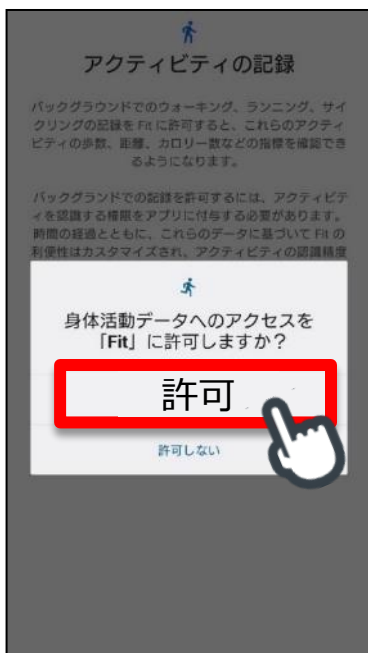 アクティビティの記録
バックグラウンドでのウォーキング、ランニング、サイ
クリングの記録を Fit に許可すると、これらのアクティ
ビティの歩数、距離、カロリー数などの指標を確認でき
るようになります。
バックグランドでの記録を許可するには、アクティビテ
ィを認識する権限をアプリに付与する必要があります。
時間の経過とともに、これらのデータに基づいて Fit の
利便性はカスタマイズされ、アクティビティの認識精度
身体活動データへのアクセスを
「Fit」に許可しますか？
許可
許可しない